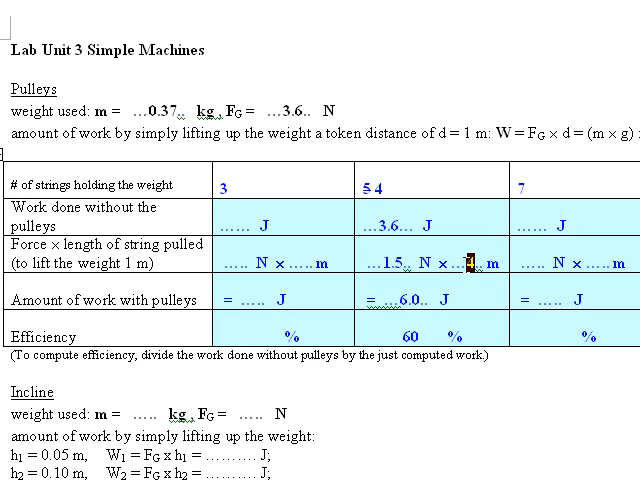 Lab Unit 3 Simple Machines
Pulleys
weight used: m = …0.37.. kg , FG = …3.6.. N
amount of work by simply lifting up the weight a token distance of d = 1 m: W = FG x d = (m x g) :
# of strings holding the weight 3 5 4 7
Work done without the pulleys …… J …3.6… J …… J
Force x length of string pulled (to lift the weight 1 m) ….. N x ….. m …1.5.. N x …4.. m ….. N x ….. m
Amount of work with pulleys = ….. J = …6.0.. J = ….. J
Efficiency % 60 % %
(To compute efficiency, divide the work done without pulleys by the just computed work.)
Incline
weight used: m = ….. kg , FG = ….. N
amount of work by simply lifting up the weight:
h1 = 0.05 m, W1 = FG x h1 = ………. J;
h2 = 0.10 m, W2 = FG x h2 = ………. J;